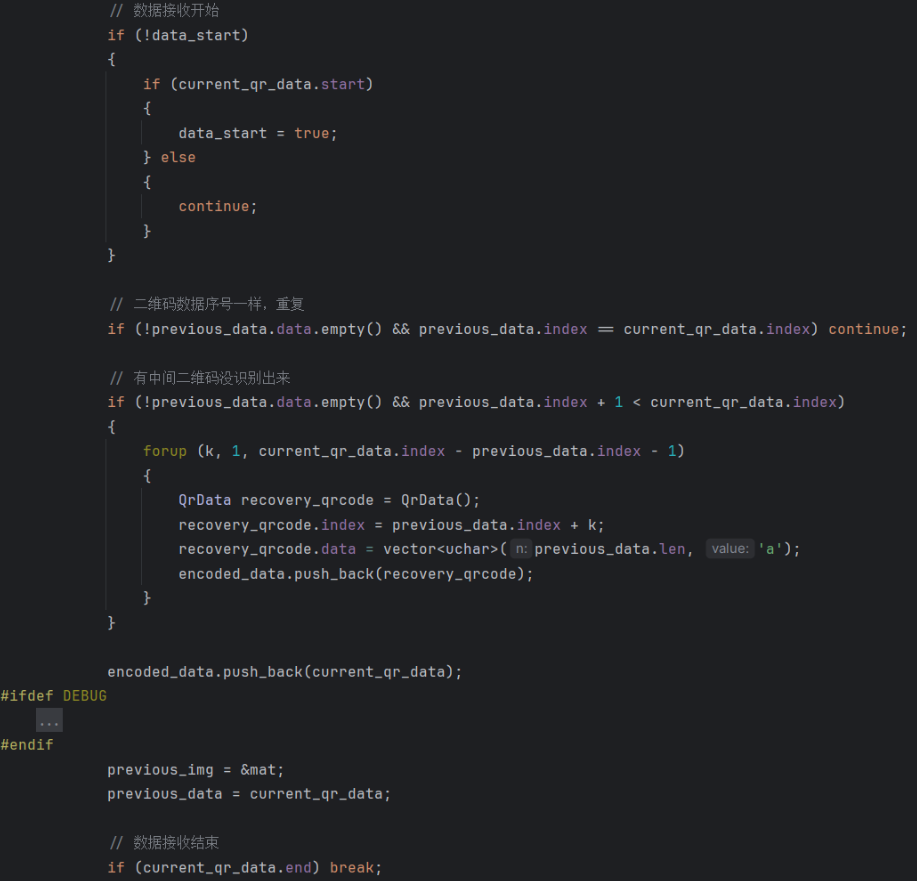 // 数据接收开始
if (!data_start)
{
if (current_qr_data.start)
{
data_start = true;
} else
{
continue;
}
}
// 二维码数据序号一样，重复
if (!previous_data.data.empty() && previous_data.index == current_qr_data.index) continue;
// 有中间二维码没识别出来
if (!previous_data.data.empty() && previous_data.index + 1 < current_qr_data.index)
{
forup (k, 1, current_qr_data.index - previous_data.index - 1)
{
QrData recovery_qrcode = QrData();
recovery_qrcode.index = previous_data.index + k;
recovery_qrcode.data = vector<uchar>( n: previous_data.len, value: 'a');
encoded_data.push_back(recovery_qrcode);
}
}
encoded_data.push_back(current_qr_data);
#ifdef DEBUG
...
#endif
previous_img = &mat;
previous_data = current_qr_data;
// 数据接收结束
if (current_qr_data.end) break;